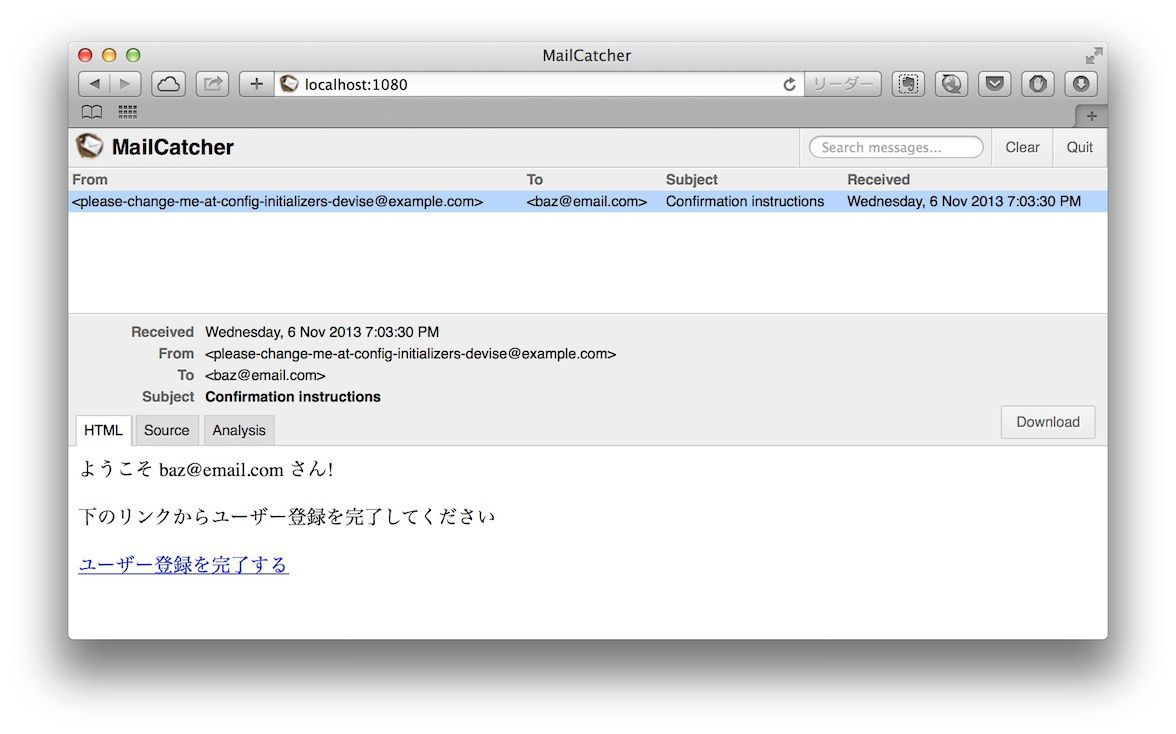 MailCatcher
localhost:1080 リーダー
MailCatcher Search messages... Clear Quit
From To Subject Received
<please-change-me-at-config-initializers-devise@example.com> <baz@email.com> Confirmation instructions Wednesday, 6 Nov 2013 7:03:30 PM
Received Wednesday, 6 Nov 2013 7:03:30 PM
From <please-change-me-at-config-initializers-devise@example.com>
To <baz@email.com>
Subject Confirmation instructions
HTML Source Analysis Download
ようこそ baz@email.com さん!
下のリンクからユーザー登録を完了してください
ユーザー登録を完了する